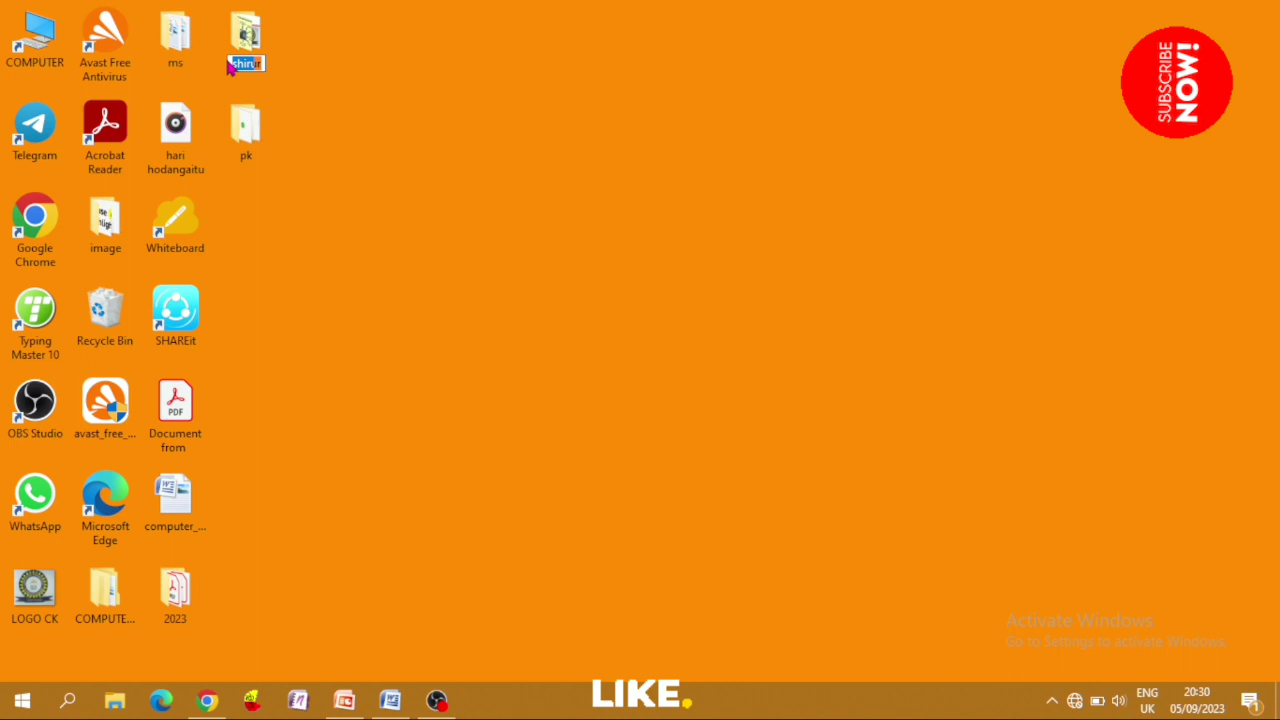 COMPUTER
Avast Free
Antivirus
ms
Telegram
Acrobat
Reader
hari
hodangaitu
pk
Google
Chrome
image
Whiteboard
Typing
Master 10
Recycle Bin
SHAREit
OBS Studio
avast_free_...
PDF
Document
from
WhatsApp
Microsoft
Edge
computer_...
LOGO CK
COMPUTE...
2023
SUBSCRIBE
NOW!
Activate Windows
Go to Settings to activate Windows.
LIKE.
ENG
UK
20:30
05/09/2023
1